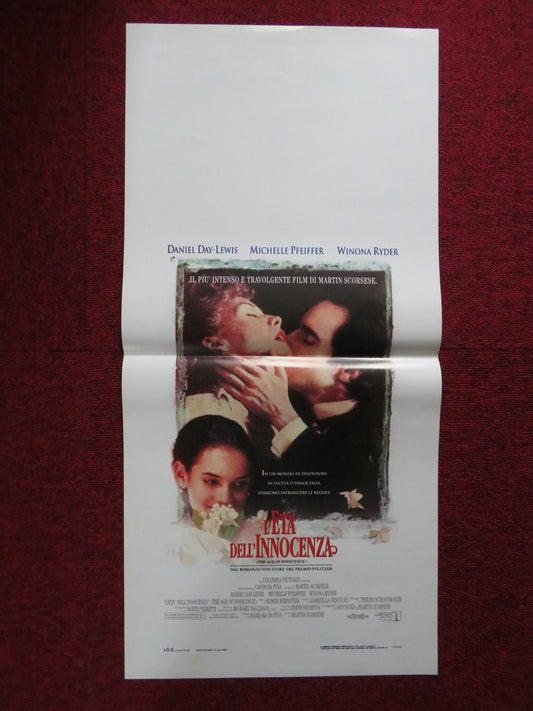 DANIEL DAY-LEWIS MICHELLE PFEIFFER WINONA RYDER
IL PIU' INTENSO E TRAVOLGENTE FILM DI MARTIN SCORSESE.
IN UN MONDO DI TRADIZIONI,
IN UN'ETÀ D'INNOCENZA,
OSARONO INFRANGERE LE REGOLE.
L'ETÀ
DELL'INNOCENZA
(THE AGE OF INNOCENCE)
DAL ROMANZO VINCITORE DEL PREMIO PULITZER
COLUMBIA PICTURES
CAPPA/DE FINA MARTIN SCORSESE
DANIEL DAY-LEWIS MICHELLE PFEIFFER WINONA RYDER
"L'ETÀ DELL'INNOCENZA" (THE AGE OF INNOCENCE) ELMER BERNSTEIN GABRIELLA PESCUCCI THELMA SCHOONMAKER
DANTE FERRETTI MICHAEL BALLHAUS EDITH WHARTON JAY COCKS MARTIN SCORSESE
BARBARA DE FINA MARTIN SCORSESE